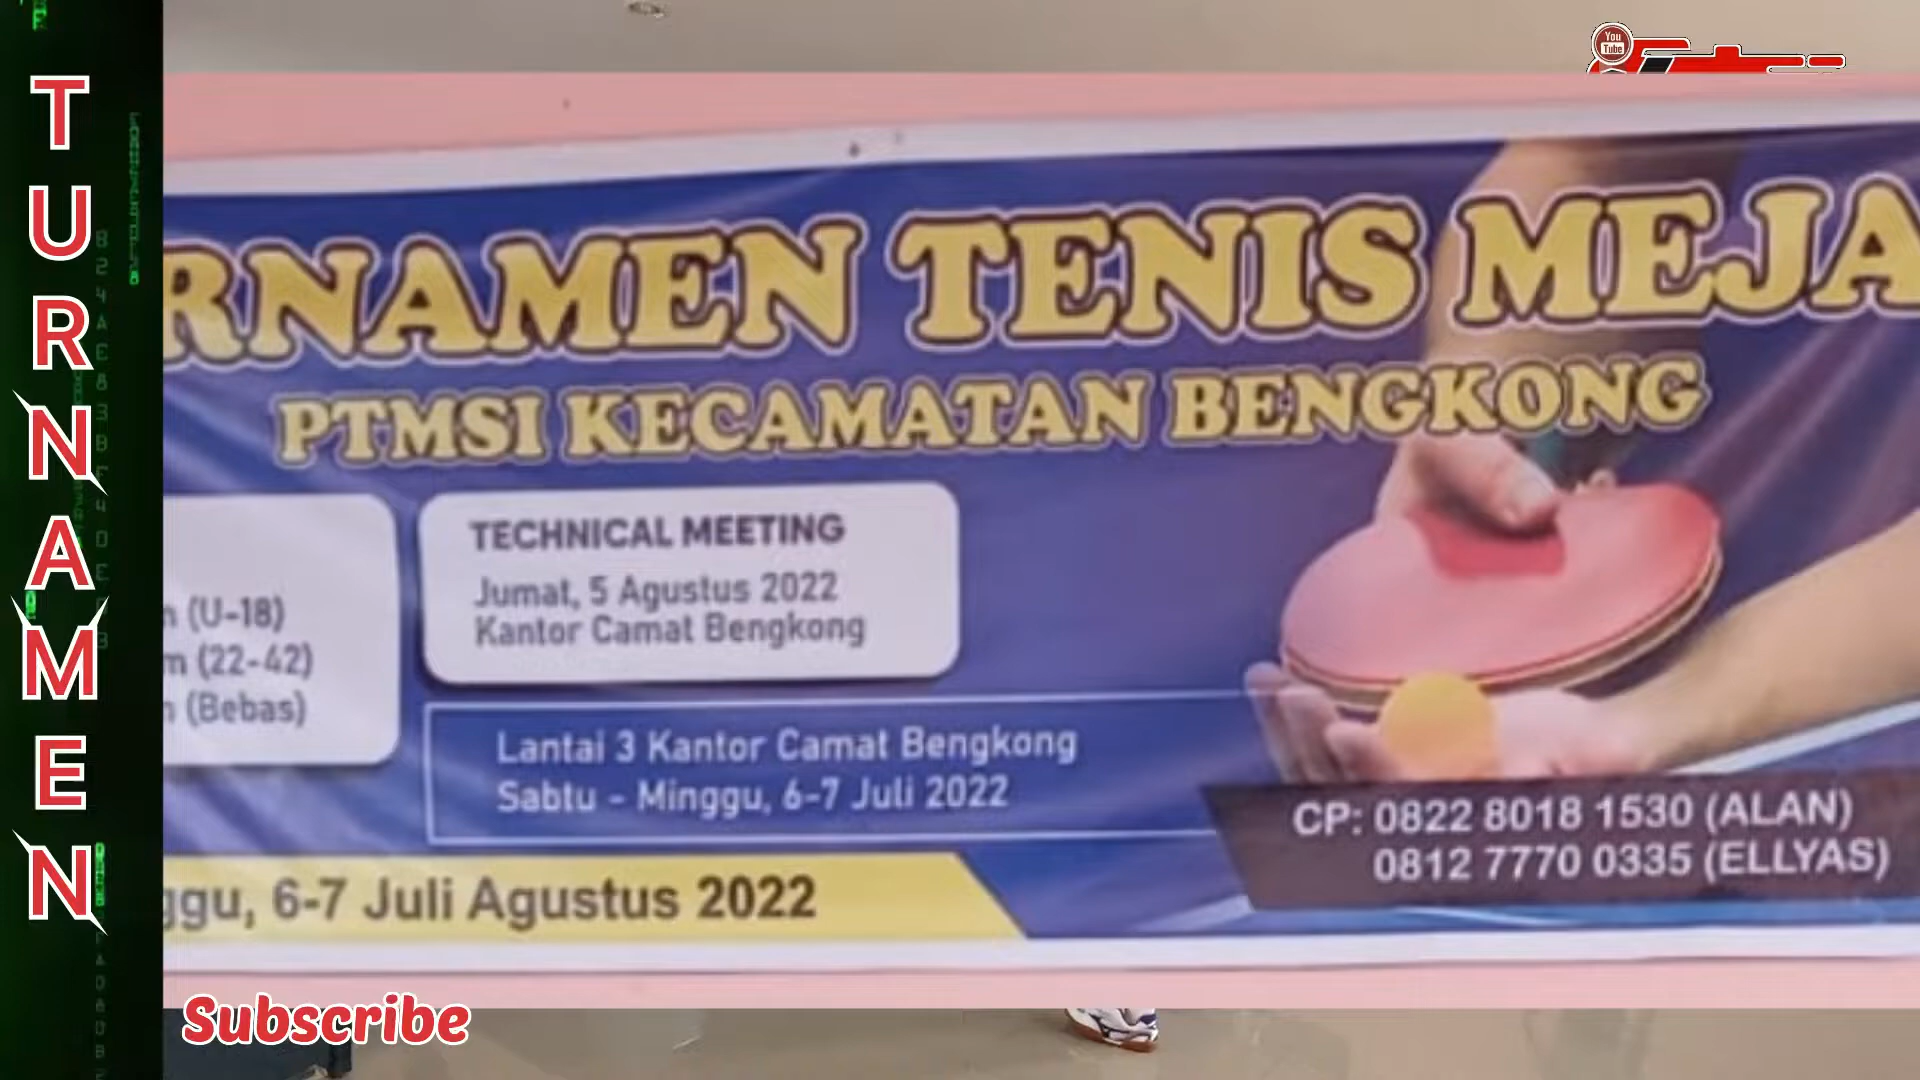 TURNAMEN
You
Tube
RNAMEN TENIS MEJA
PTMSI KECAMATAN BENGKONG
(U-18)
(22-42)
(Bebas)
TECHNICAL MEETING
Jumat, 5 Agustus 2022
Kantor Camat Bengkong
Lantai 3 Kantor Camat Bengkong
Sabtu - Minggu, 6-7 Juli 2022
CP: 0822 8018 1530 (ALAN)
0812 7770 0335 (ELLYAS)
ggu, 6-7 Juli Agustus 2022
Subscribe